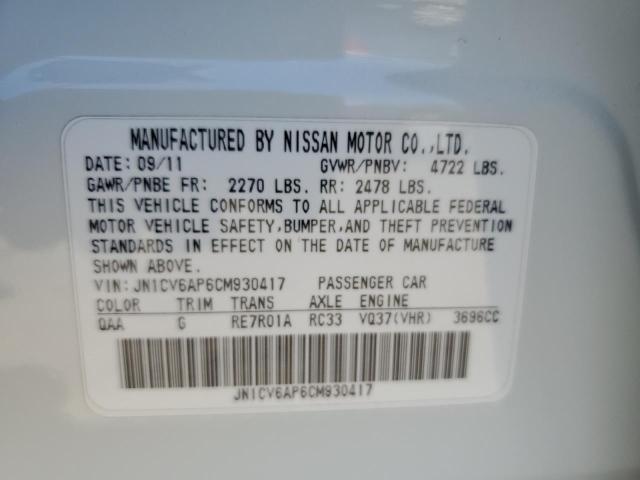 MANUFACTURED BY NISSAN MOTOR CO.,LTD.
DATE: 09/11 GVWR/PNBV: 4722 LBS.
GAWR/PNBE FR: 2270 LBS. RR: 2478 LBS.
THIS VEHICLE CONFORMS TO ALL APPLICABLE FEDERAL
MOTOR VEHICLE SAFETY,BUMPER,AND THEFT PREVENTION
STANDARDS IN EFFECT ON THE DATE OF MANUFACTURE
SHOWN ABOVE.
VIN: JN1CV6AP6CM930417 PASSENGER CAR
COLOR TRIM TRANS AXLE ENGINE
QAA G RE7R01A RC33 VQ37(VHR) 3696CC
JN1CV6AP6CM930417